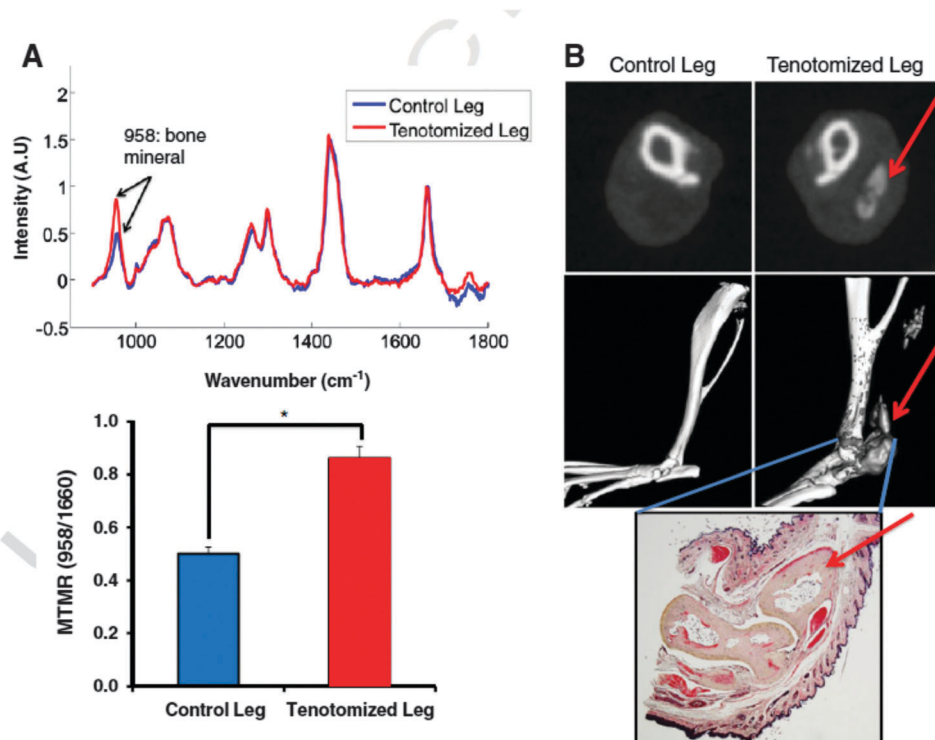 A
2
1.5
1
0.5
0
-0.5
Intensity (A.U)
Control Leg
Tenotomized Leg
958: bone
mineral
1000 1200 1400 1600 1800
Wavenumber (cm-1)
1.0
0.8
0.6
0.4
0.2
0.0
MTMR (958/1660)
*
Control Leg Tenotomized Leg
B
Control Leg Tenotomized Leg